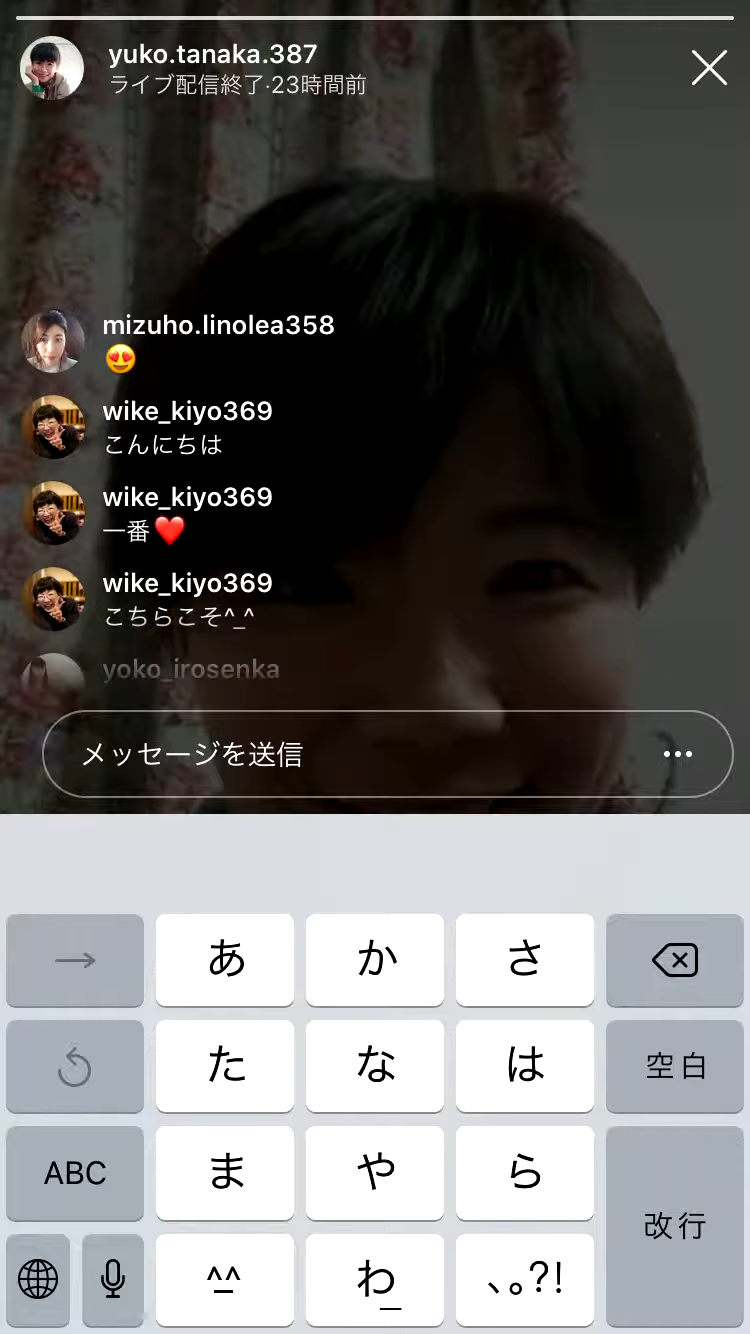 yuko.tanaka.387
ライブ配信終了·23時間前
mizuho.linolea358
😍
wike_kiyo369
こんにちは
wike_kiyo369
一番❤️
wike_kiyo369
こちらこそ^_^
yoko_irosenka
メッセージを送信
→ あ か さ
た な は 空白
ABC ま や ら 改行
^_^ わ_ 、。?!